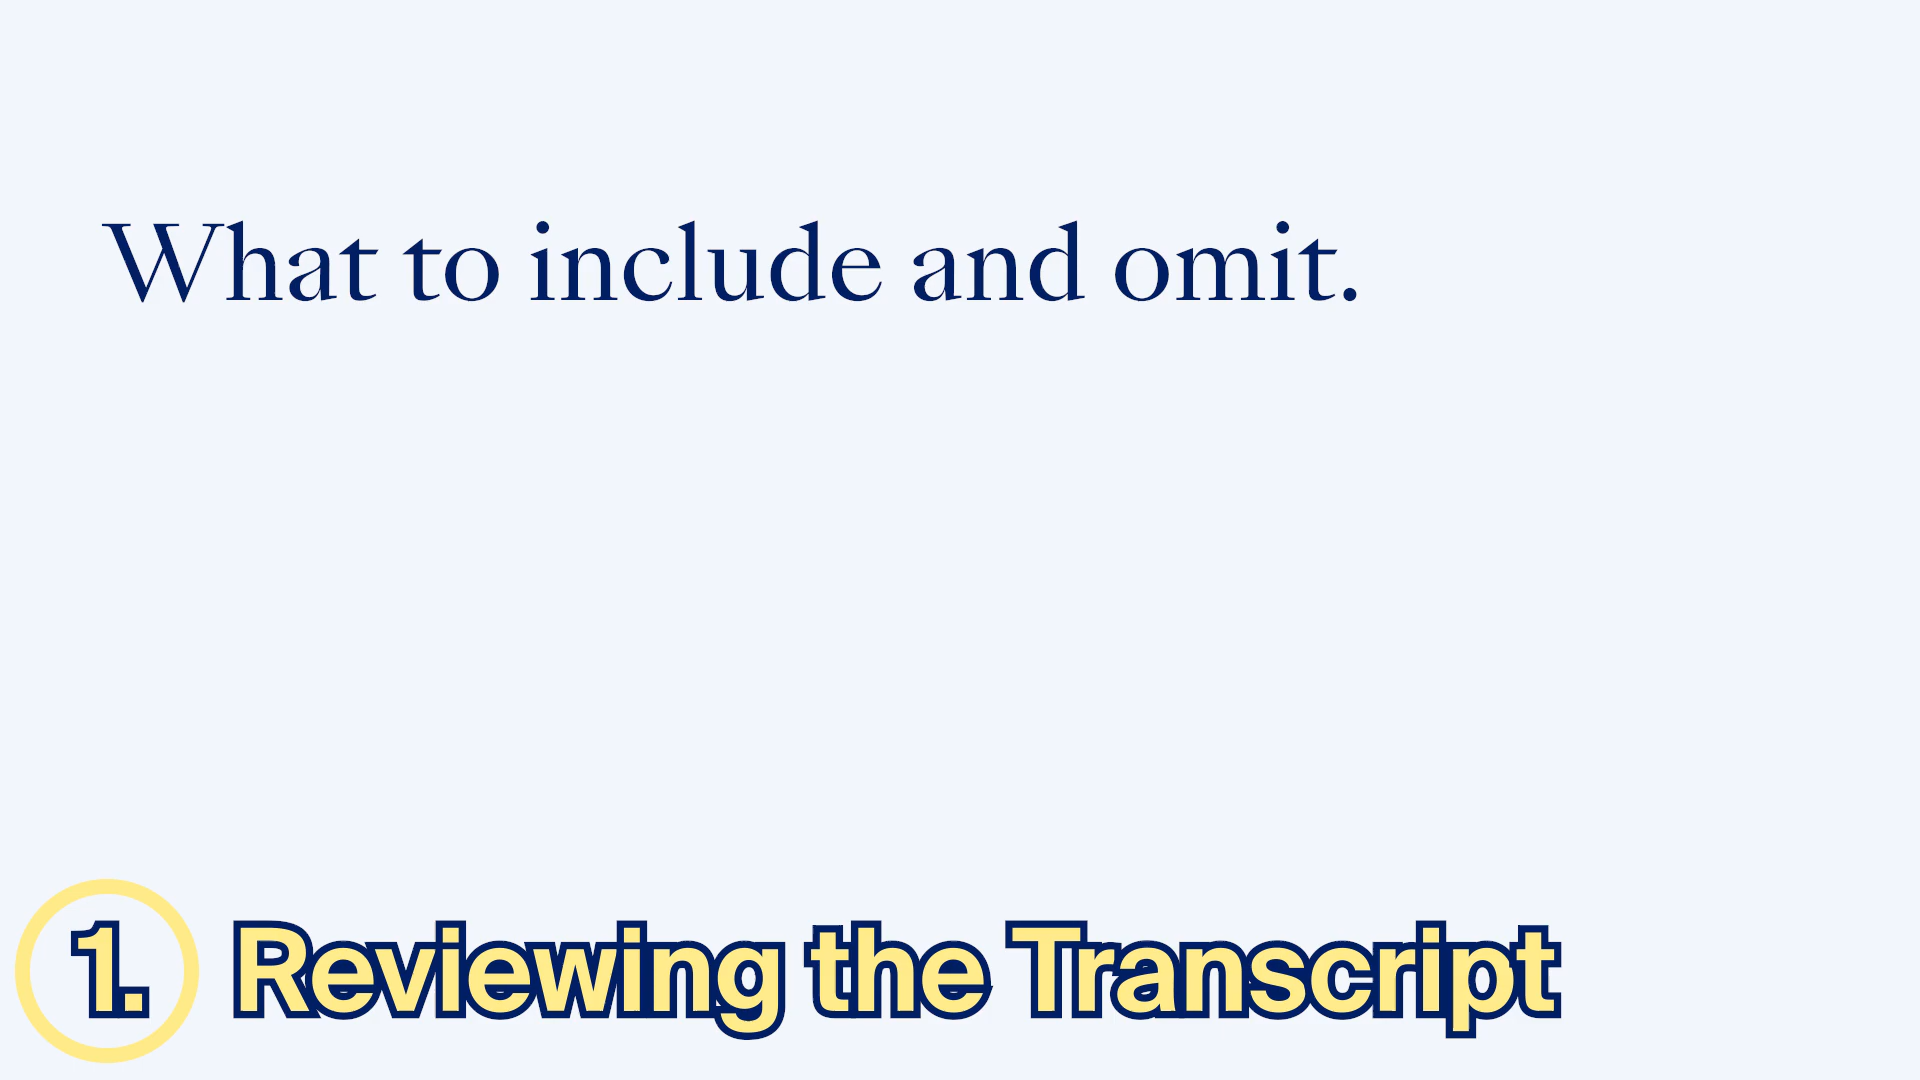 What to include and omit.
1. Reviewing the Transcript